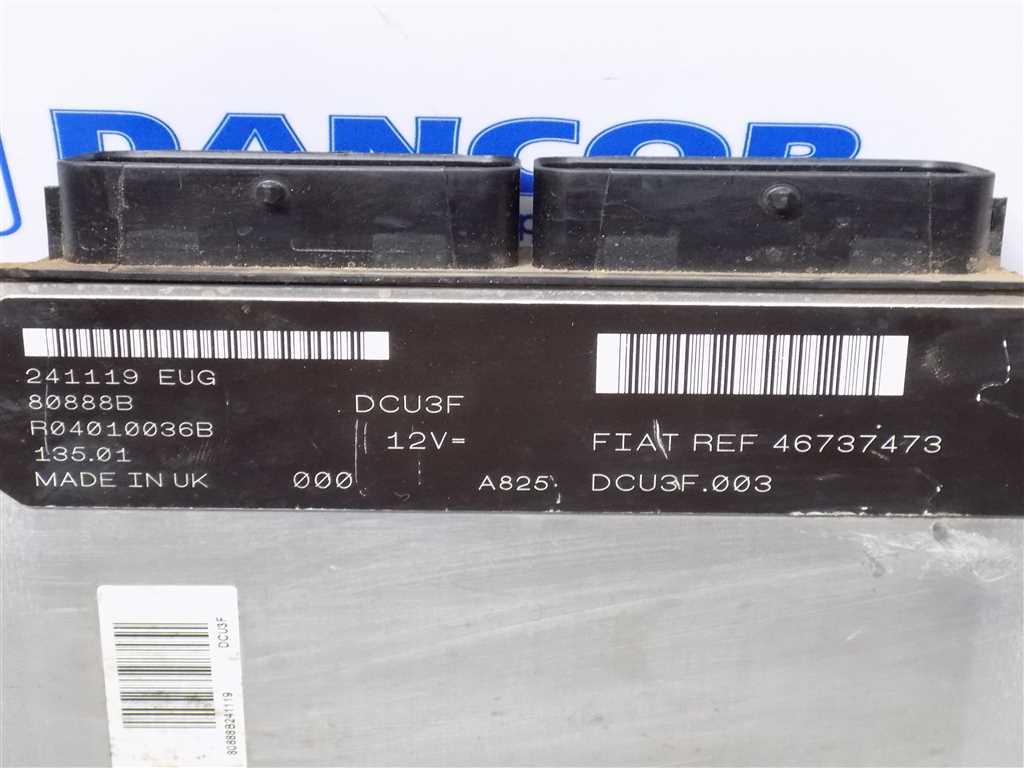 DANCOR
241119 EUG
80888B
R04010036B
135.01
MADE IN UK
000
DCU3F
12V=
A825
FIAT REF 46737473
DCU3F.003
DCU3F
80888B241119